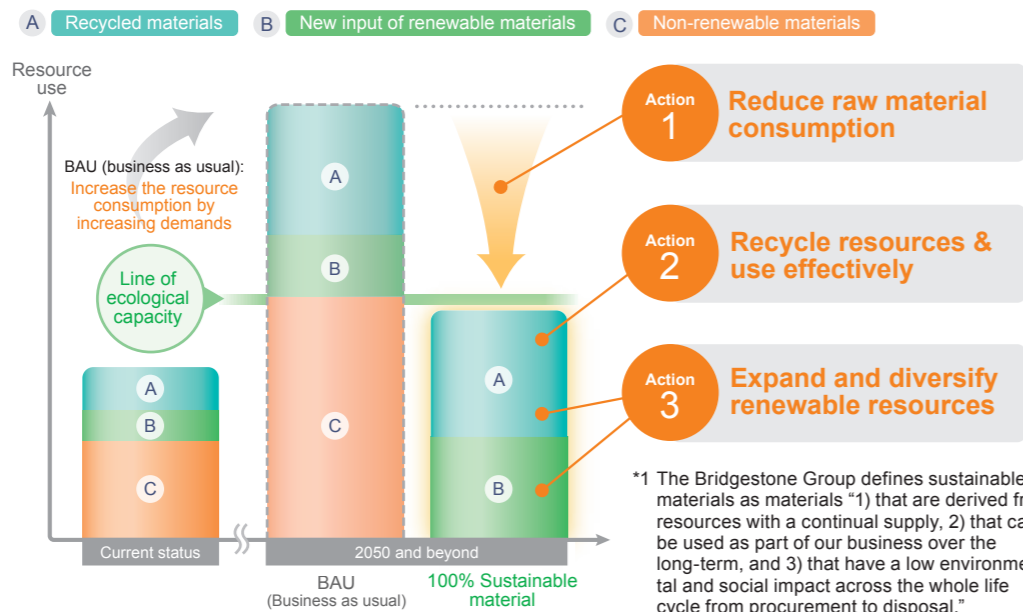 A Recycled materials
B New input of renewable materials
C Non-renewable materials
Resource
use
BAU (business as usual):
Increase the resource
consumption by
increasing demands
Line of
ecological
capacity
A
B
C
A
B
C
A
B
Current status
2050 and beyond
BAU
(Business as usual)
100% Sustainable
material
Action
1
Reduce raw material
consumption
Action
2
Recycle resources &
use effectively
Action
3
Expand and diversify
renewable resources
*1 The Bridgestone Group defines sustainable
materials as materials “1) that are derived fr
resources with a continual supply, 2) that ca
be used as part of our business over the
long-term, and 3) that have a low environme
tal and social impact across the whole life
cycle from procurement to disposal.”